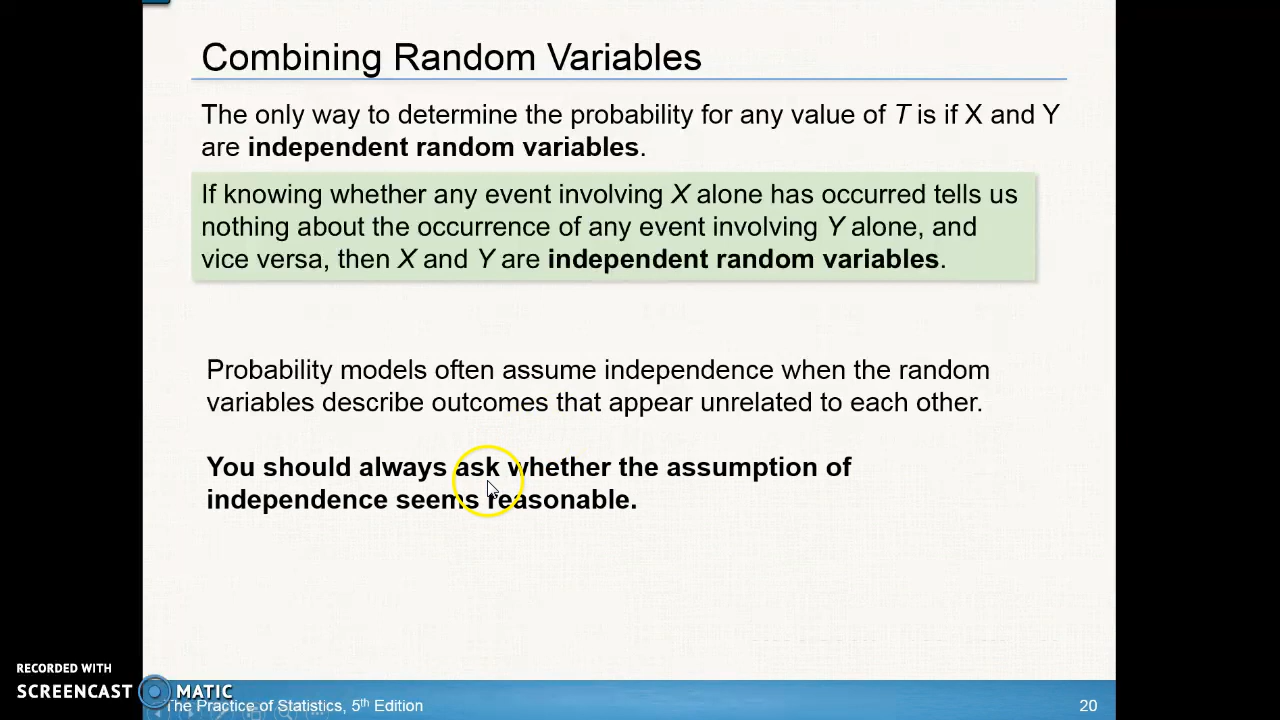 Combining Random Variables
The only way to determine the probability for any value of T is if X and Y
are independent random variables.
If knowing whether any event involving X alone has occurred tells us
nothing about the occurrence of any event involving Y alone, and
vice versa, then X and Y are independent random variables.
Probability models often assume independence when the random
variables describe outcomes that appear unrelated to each other.
You should always ask whether the assumption of
independence seems reasonable.
RECORDED WITH
SCREENCAST MATIC
The Practice of Statistics, 5th Edition
20